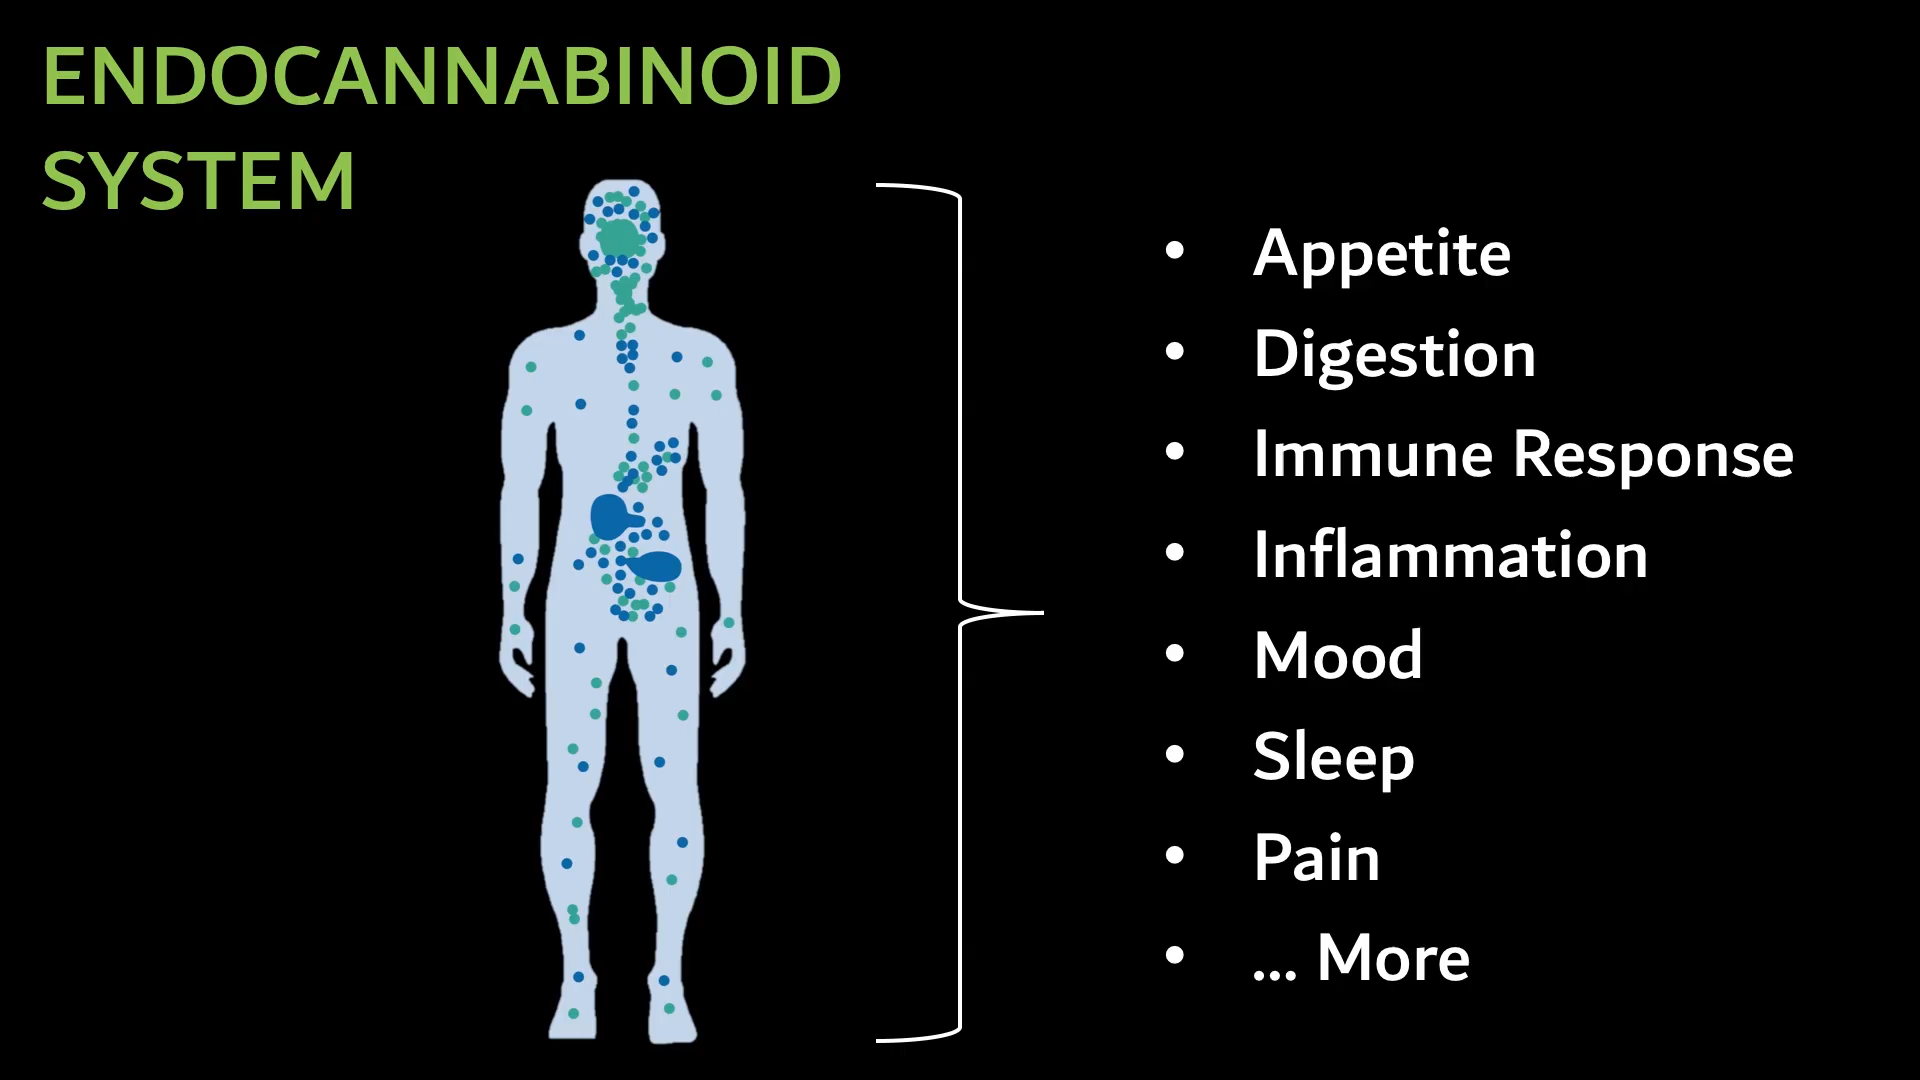 ENDOCANNABINOID
SYSTEM
• Appetite
• Digestion
• Immune Response
• Inflammation
• Mood
• Sleep
• Pain
• ... More